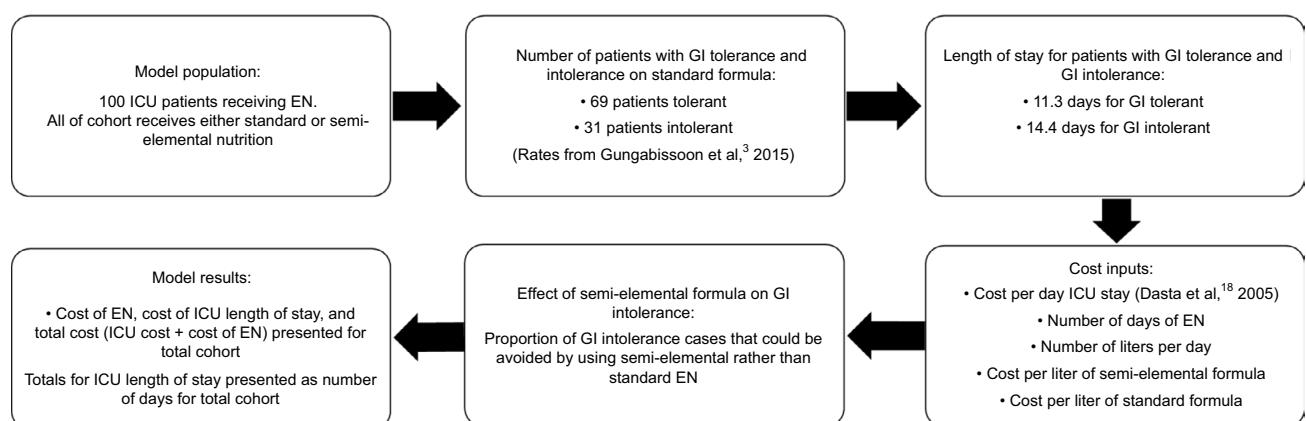 Model population:
100 ICU patients receiving EN.
All of cohort receives either standard or semi-
elemental nutrition
Number of patients with GI tolerance and
intolerance on standard formula:
• 69 patients tolerant
• 31 patients intolerant
(Rates from Gungabissoon et al,3 2015)
Length of stay for patients with GI tolerance and
GI intolerance:
• 11.3 days for GI tolerant
• 14.4 days for GI intolerant
Cost inputs:
• Cost per day ICU stay (Dasta et al,18 2005)
• Number of days of EN
• Number of liters per day
• Cost per liter of semi-elemental formula
• Cost per liter of standard formula
Effect of semi-elemental formula on GI
intolerance:
Proportion of GI intolerance cases that could be
avoided by using semi-elemental rather than
standard EN
Model results:
• Cost of EN, cost of ICU length of stay, and
total cost (ICU cost + cost of EN) presented for
total cohort
Totals for ICU length of stay presented as number
of days for total cohort